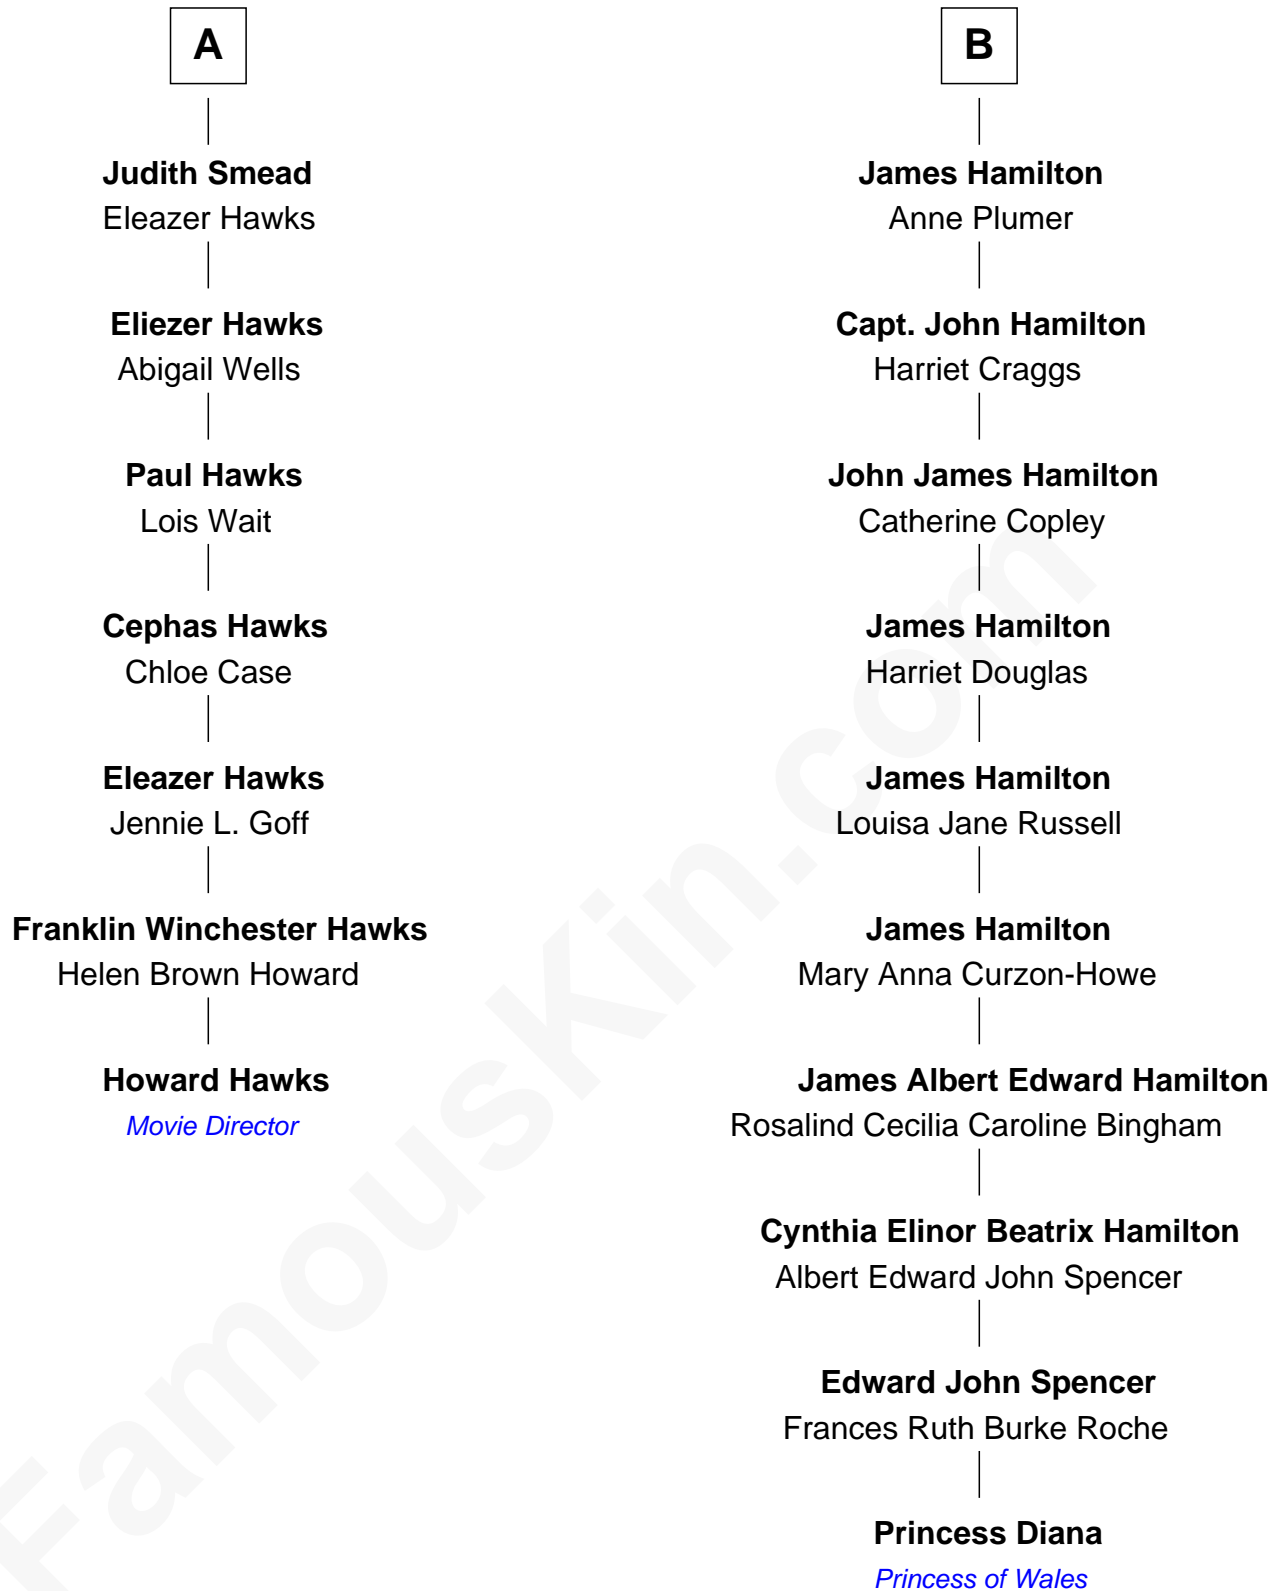 A
Judith Smead
Eleazer Hawks
Eliezer Hawks
Abigail Wells
Paul Hawks
Lois Wait
Cephas Hawks
Chloe Case
Eleazer Hawks
Jennie L. Goff
Franklin Winchester Hawks
Helen Brown Howard
Howard Hawks
Movie Director
B
James Hamilton
Anne Plumer
Capt. John Hamilton
Harriet Craggs
John James Hamilton
Catherine Copley
James Hamilton
Harriet Douglas
James Hamilton
Louisa Jane Russell
James Hamilton
Mary Anna Curzon-Howe
James Albert Edward Hamilton
Rosalind Cecilia Caroline Bingham
Cynthia Elinor Beatrix Hamilton
Albert Edward John Spencer
Edward John Spencer
Frances Ruth Burke Roche
Princess Diana
Princess of Wales
FamousKin.com